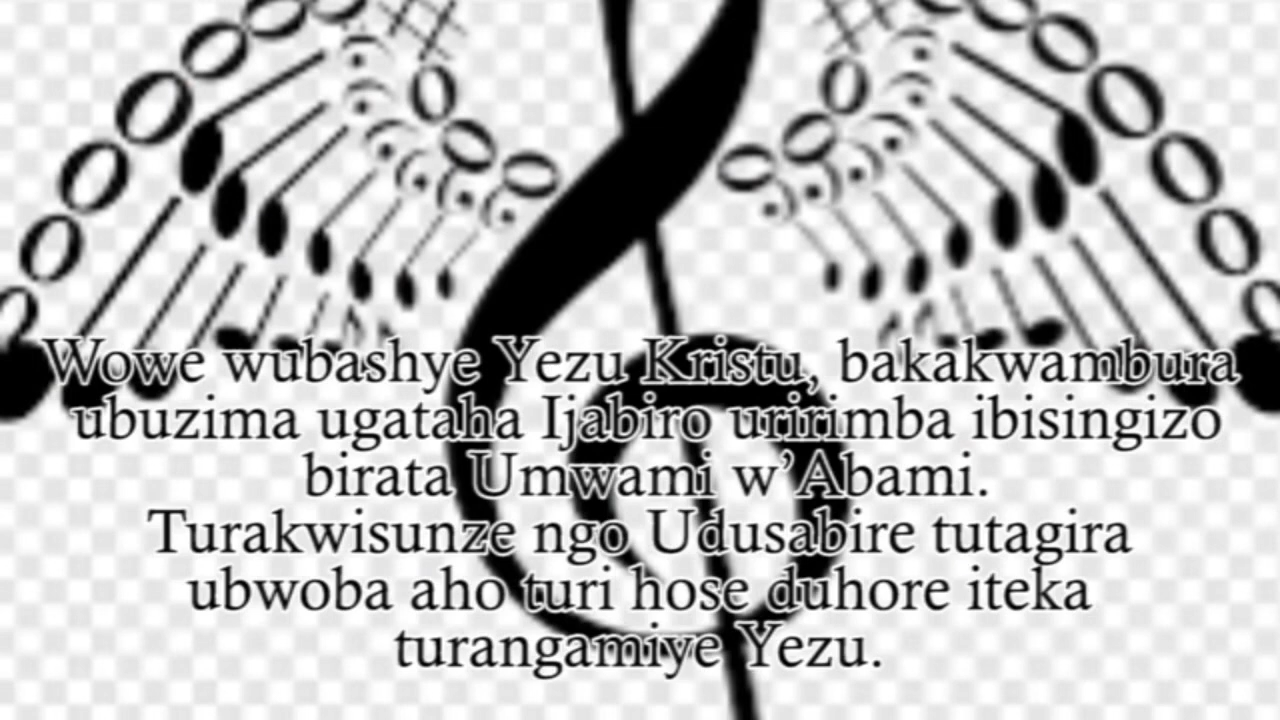 Wowe wubashye Yezu Kristu, bakakwambura
ubuzima ugataha Ijabiro uririmba ibisingizo
birata Umwami w’Abami.
Turakwisunze ngo Udusabire tutagira
ubwoba aho turi hose duhore iteka
turangamiye Yezu.